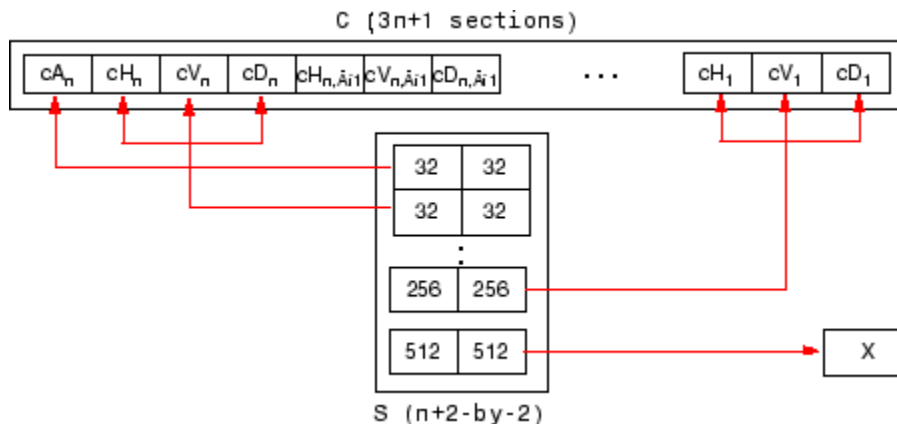 C (3n+1 sections)
cAn cHn cVn cDn cHn,Äi1 cVn,Äi1 cDn,Äi1 ... cH1 cV1 cD1
32 32
32 32
:
256 256
512 512 X
S (n+2-by-2)